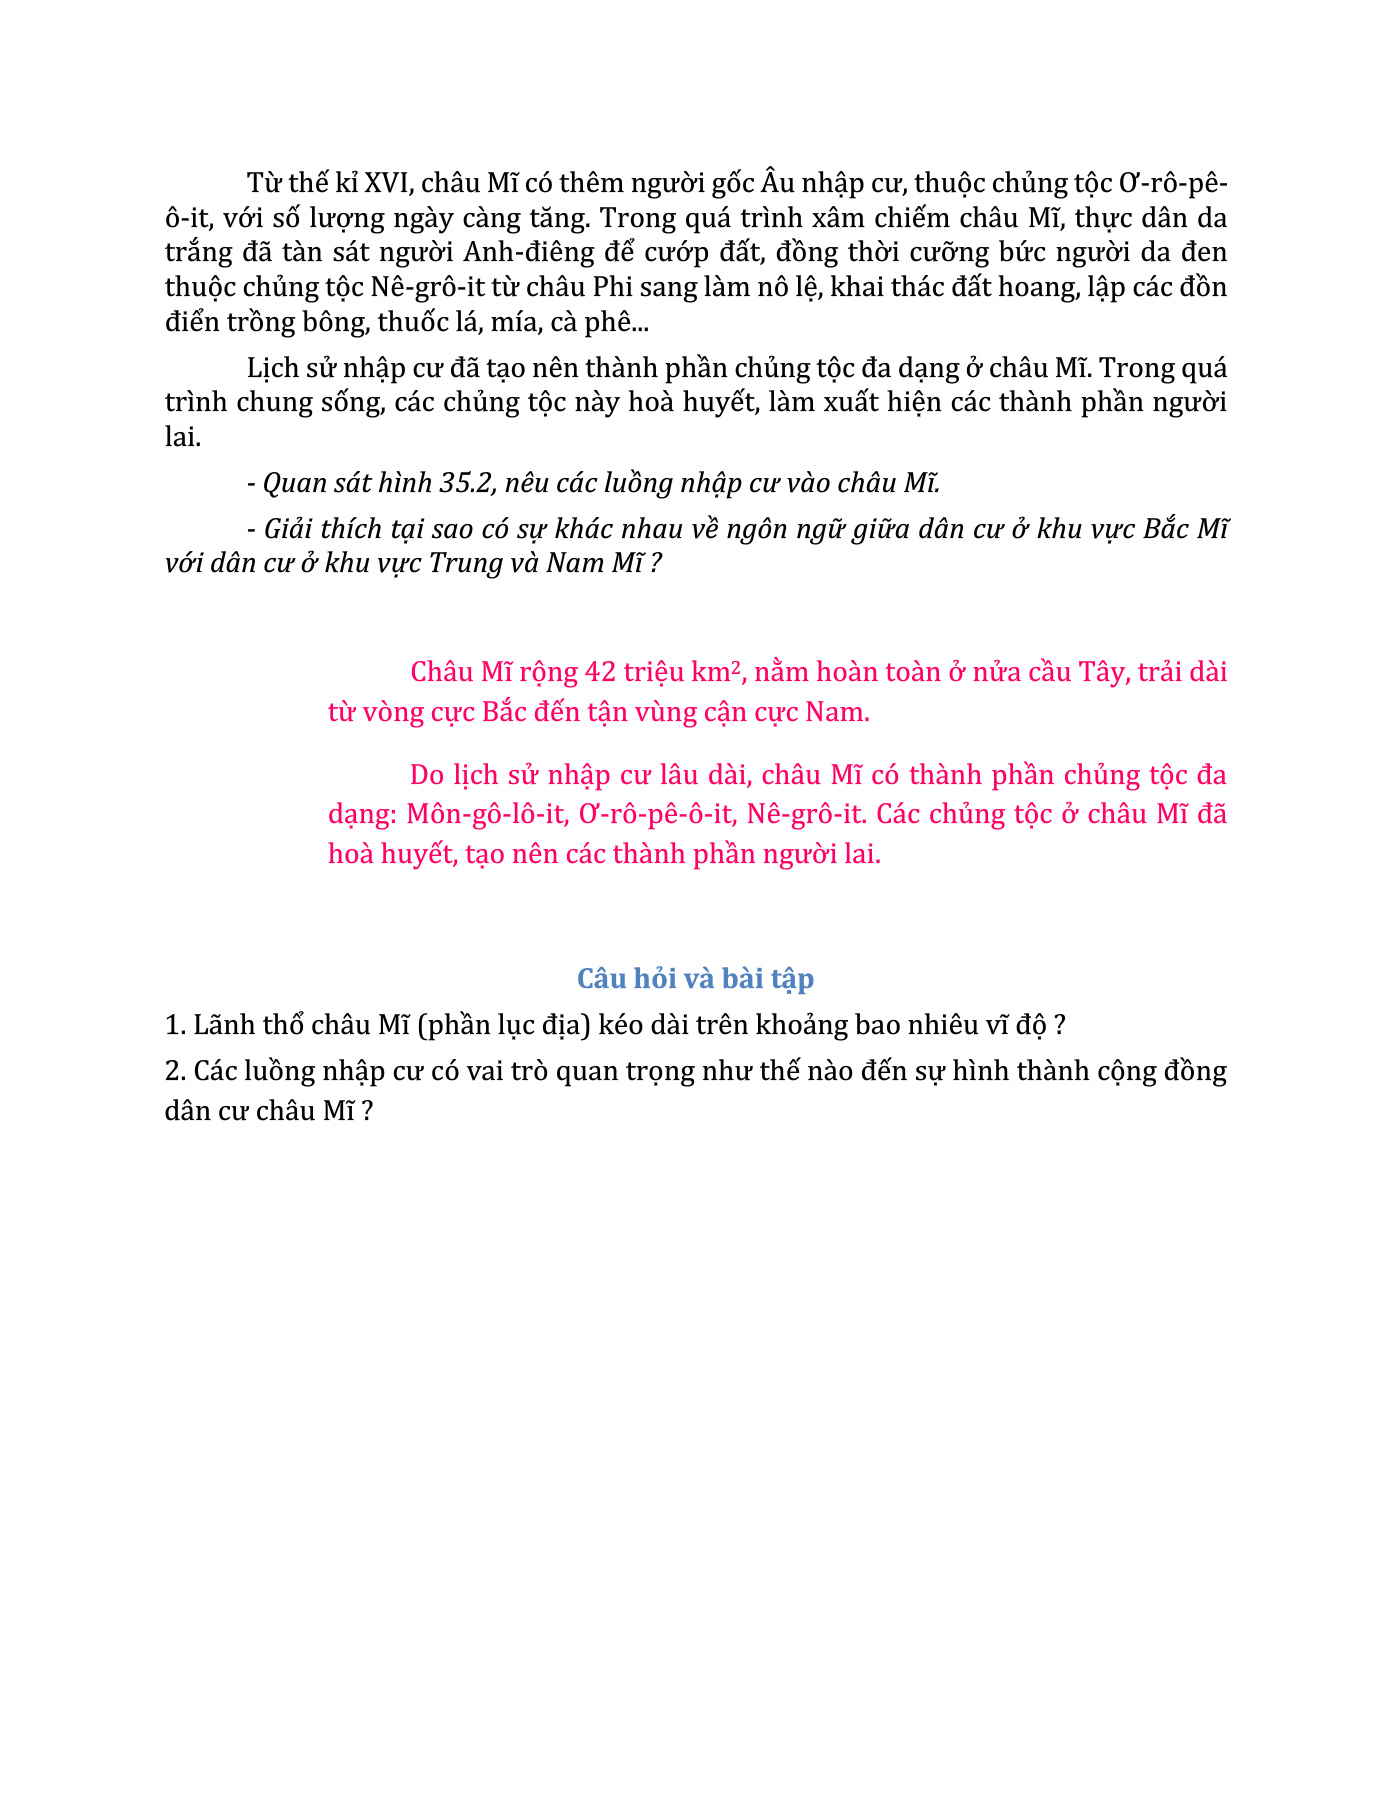 Từ thế kỉ XVI, châu Mĩ có thêm người gốc Âu nhập cư, thuộc chủng tộc Ơ-rô-pê-
ô-it, với số lượng ngày càng tăng. Trong quá trình xâm chiếm châu Mĩ, thực dân da
trắng đã tàn sát người Anh-điêng để cướp đất, đồng thời cưỡng bức người da đen
thuộc chủng tộc Nê-grô-it từ châu Phi sang làm nô lệ, khai thác đất hoang, lập các đồn
điển trồng bông, thuốc lá, mía, cà phê...
Lịch sử nhập cư đã tạo nên thành phần chủng tộc đa dạng ở châu Mĩ. Trong quá
trình chung sống, các chủng tộc này hoà huyết, làm xuất hiện các thành phần người
lai.
- Quan sát hình 35.2, nêu các luồng nhập cư vào châu Mĩ.
- Giải thích tại sao có sự khác nhau về ngôn ngữ giữa dân cư ở khu vực Bắc Mĩ
với dân cư ở khu vực Trung và Nam Mĩ ?
Châu Mĩ rộng 42 triệu km², nằm hoàn toàn ở nửa cầu Tây, trải dài
từ vòng cực Bắc đến tận vùng cận cực Nam.
Do lịch sử nhập cư lâu dài, châu Mĩ có thành phần chủng tộc đa
dạng: Môn-gô-lô-it, Ơ-rô-pê-ô-it, Nê-grô-it. Các chủng tộc ở châu Mĩ đã
hoà huyết, tạo nên các thành phần người lai.
Câu hỏi và bài tập
1. Lãnh thổ châu Mĩ (phần lục địa) kéo dài trên khoảng bao nhiêu vĩ độ ?
2. Các luồng nhập cư có vai trò quan trọng như thế nào đến sự hình thành cộng đồng
dân cư châu Mĩ ?